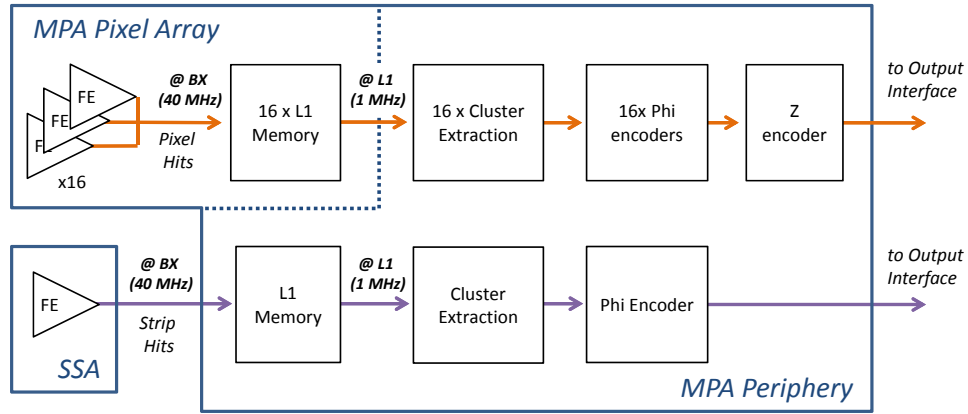 MPA Pixel Array
FE
FE
FE
x16
@ BX
(40 MHz)
Pixel
Hits
16 x L1
Memory
@ L1
(1 MHz)
16 x Cluster
Extraction
16x Phi
encoders
Z
encoder
to Output
Interface
FE
SSA
@ BX
(40 MHz)
Strip
Hits
L1
Memory
@ L1
(1 MHz)
Cluster
Extraction
Phi Encoder
to Output
Interface
MPA Periphery